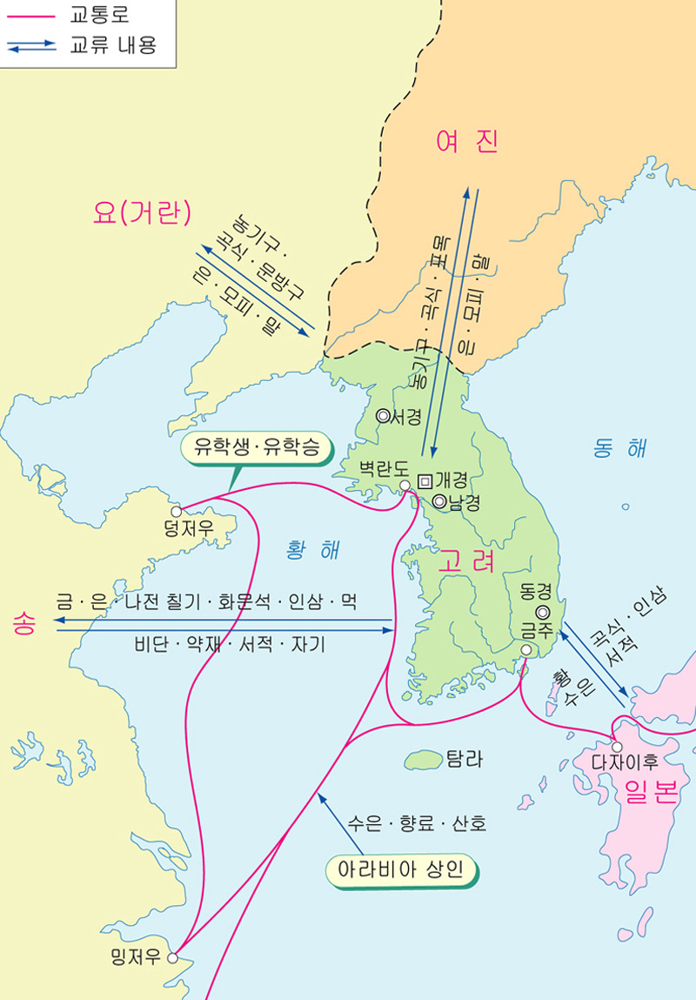 교통로
교류 내용
여 진
요(거란)
농기구 ·
곡식 · 문방구
은 · 모피 · 말
농기구 · 곡식 · 포목
은 · 모피 · 말
서경
동 해
유학생 · 유학승
벽란도
개경
남경
덩저우
황 해
고 려
금 · 은 · 나전 칠기 · 화문석 · 인삼 · 먹
송
비단 · 약재 · 서적 · 자기
동경
금주
곡식 · 인삼
서적
황
수은
탐라
다자이후
일본
수은 · 향료 · 산호
아라비아 상인
밍저우